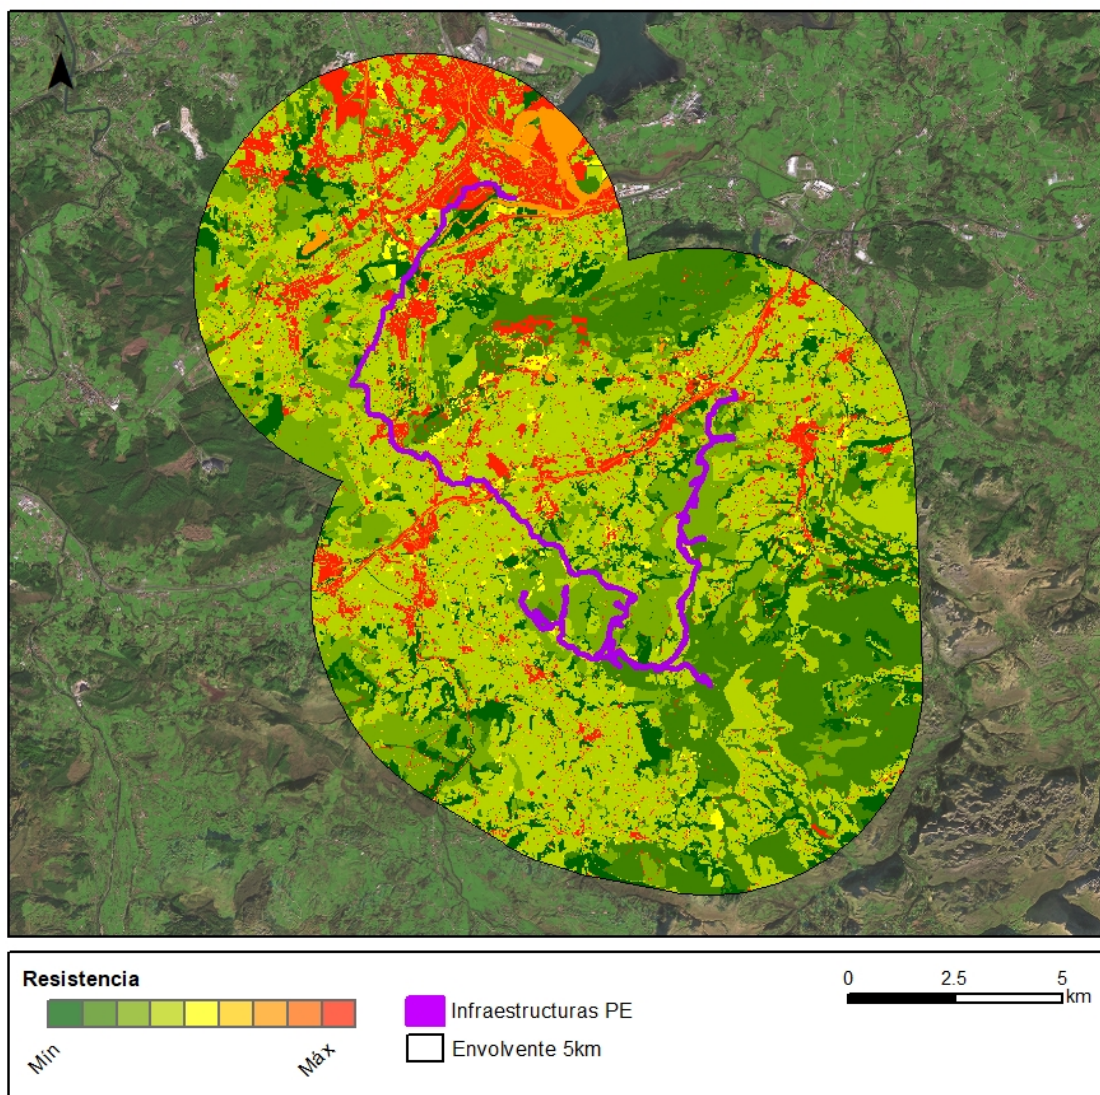 Resistencia
Mín
Máx
Infraestructuras PE
Envolvente 5km
0 2.5 5
km